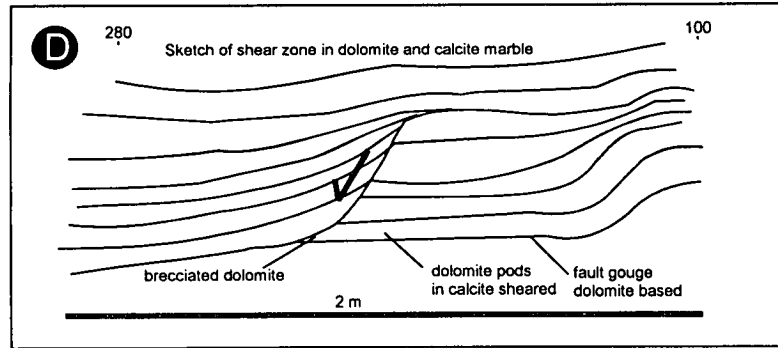 D
280
100
Sketch of shear zone in dolomite and calcite marble
brecciated dolomite
dolomite pods
in calcite sheared
fault gouge
dolomite based
2 m